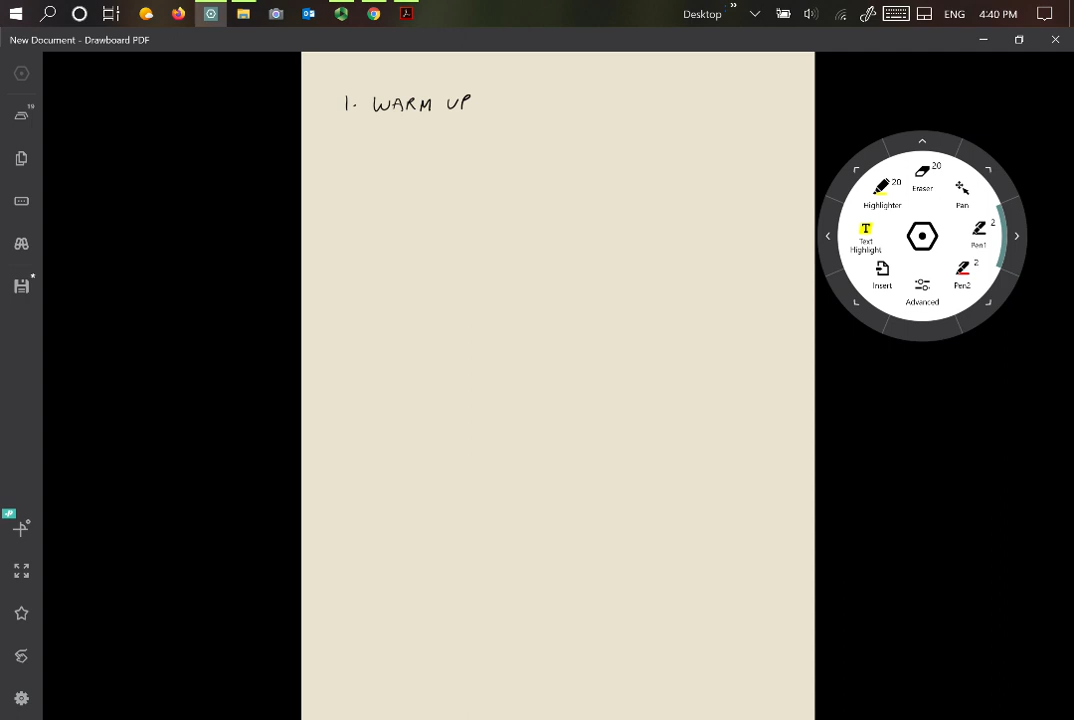 Desktop
ENG
4:40 PM
New Document - Drawboard PDF
19
1. WARM UP
20
Eraser
20
Highlighter
Pan
T
Text
Highlight
2
Pen1
Insert
2
Pen2
Advanced